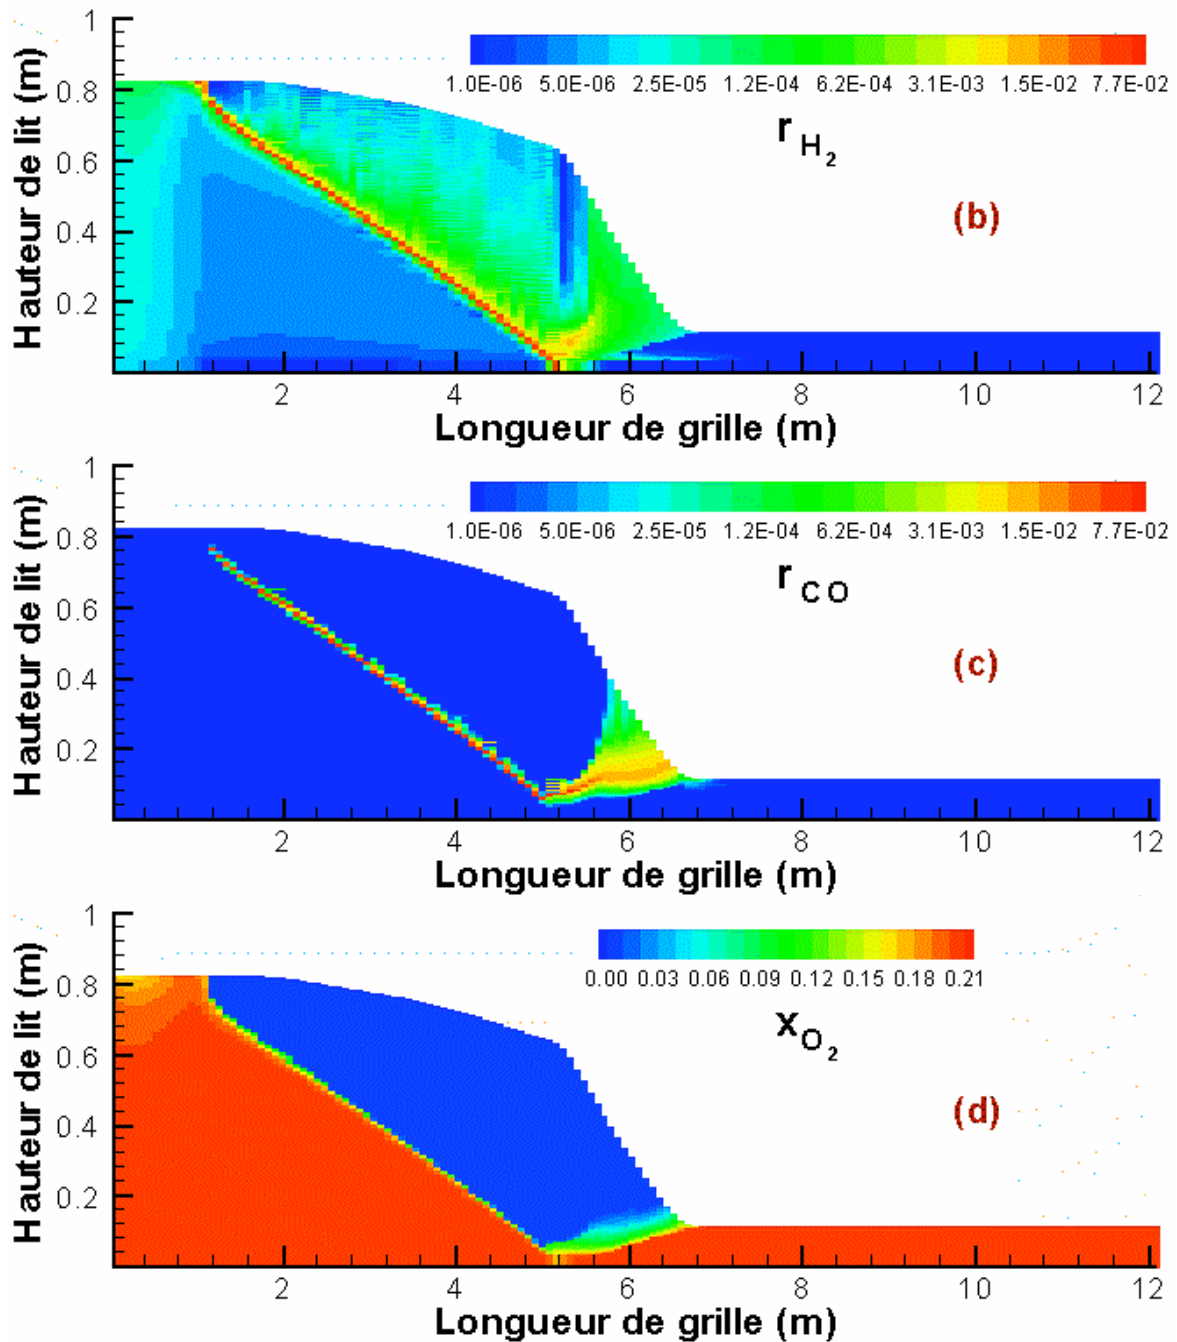 1
0.8
0.6
0.4
0.2
Hauteur de lit (m)
1.0E-06 5.0E-06 2.5E-05 1.2E-04 6.2E-04 3.1E-03 1.5E-02 7.7E-02
r H2
(b)
2 4 6 8 10 12
Longueur de grille (m)
1
0.8
0.6
0.4
0.2
Hauteur de lit (m)
1.0E-06 5.0E-06 2.5E-05 1.2E-04 6.2E-04 3.1E-03 1.5E-02 7.7E-02
r CO
(c)
2 4 6 8 10 12
Longueur de grille (m)
1
0.8
0.6
0.4
0.2
Hauteur de lit (m)
0.00 0.03 0.06 0.09 0.12 0.15 0.18 0.21
x O2
(d)
2 4 6 8 10 12
Longueur de grille (m)